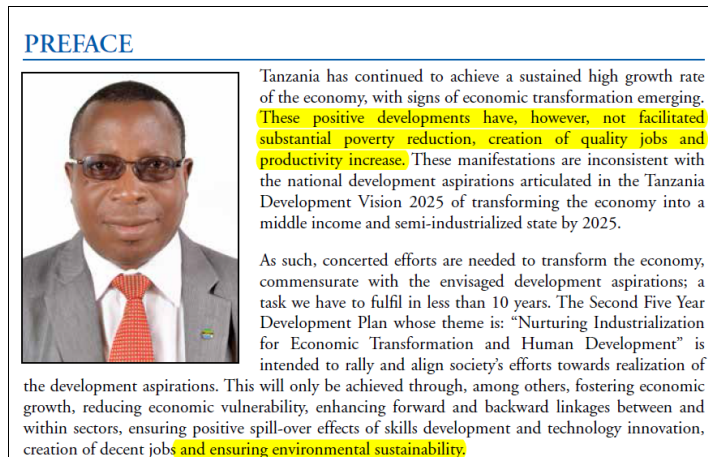 PREFACE
Tanzania has continued to achieve a sustained high growth rate
of the economy, with signs of economic transformation emerging.
These positive developments have, however, not facilitated
substantial poverty reduction, creation of quality jobs and
productivity increase. These manifestations are inconsistent with
the national development aspirations articulated in the Tanzania
Development Vision 2025 of transforming the economy into a
middle income and semi-industrialized state by 2025.
As such, concerted efforts are needed to transform the economy,
commensurate with the envisaged development aspirations; a
task we have to fulfil in less than 10 years. The Second Five Year
Development Plan whose theme is: “Nurturing Industrialization
for Economic Transformation and Human Development” is
intended to rally and align society’s efforts towards realization of
the development aspirations. This will only be achieved through, among others, fostering economic
growth, reducing economic vulnerability, enhancing forward and backward linkages between and
within sectors, ensuring positive spill-over effects of skills development and technology innovation,
creation of decent jobs and ensuring environmental sustainability.